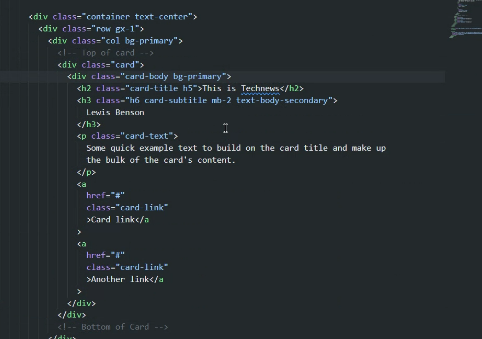 <div class="container text-center">
<div class="row gx-1">
<div class="col bg-primary">
<!-- Top of card -->
<div class="card">
<div class="card-body bg-primary">
<h2 class="card-title h5">This is Technews</h2>
<h3 class="h6 card-subtitle mb-2 text-body-secondary">
Lewis Benson
</h3>
<p class="card-text">
Some quick example text to build on the card title and make up
the bulk of the card's content.
</p>
<a
href="#"
class="card-link"
>Card link</a
>
<a
href="#"
class="card-link"
>Another link</a
>
</div>
</div>
<!-- Bottom of Card -->
</div>